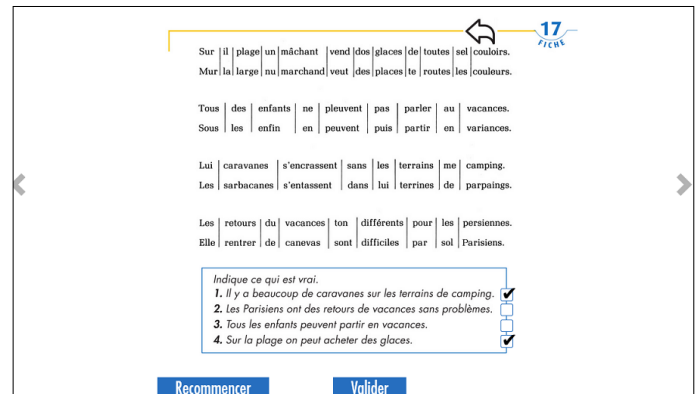 17
FICHE
Sur | il | plage | un | mâchant | vend | dos | glaces | de | toutes | sel | couloirs.
Mur | la | large | nu | marchand | veut | des | places | te | routes | les | couleurs.
Tous | des | enfants | ne | pleuvent | pas | parler | au | vacances.
Sous | les | enfin | en | peuvent | puis | partir | en | variances.
Lui | caravanes | s'encrassent | sans | les | terrains | me | camping.
Les | sarbacanes | s'entassent | dans | lui | terrines | de | parpaings.
Les | retours | du | vacances | ton | différents | pour | les | persiennes.
Elle | rentrer | de | canevas | sont | difficiles | par | sol | Parisiens.
Indique ce qui est vrai.
1. Il y a beaucoup de caravanes sur les terrains de camping.
2. Les Parisiens ont des retours de vacances sans problèmes.
3. Tous les enfants peuvent partir en vacances.
4. Sur la plage on peut acheter des glaces.
Recommencer
Valider